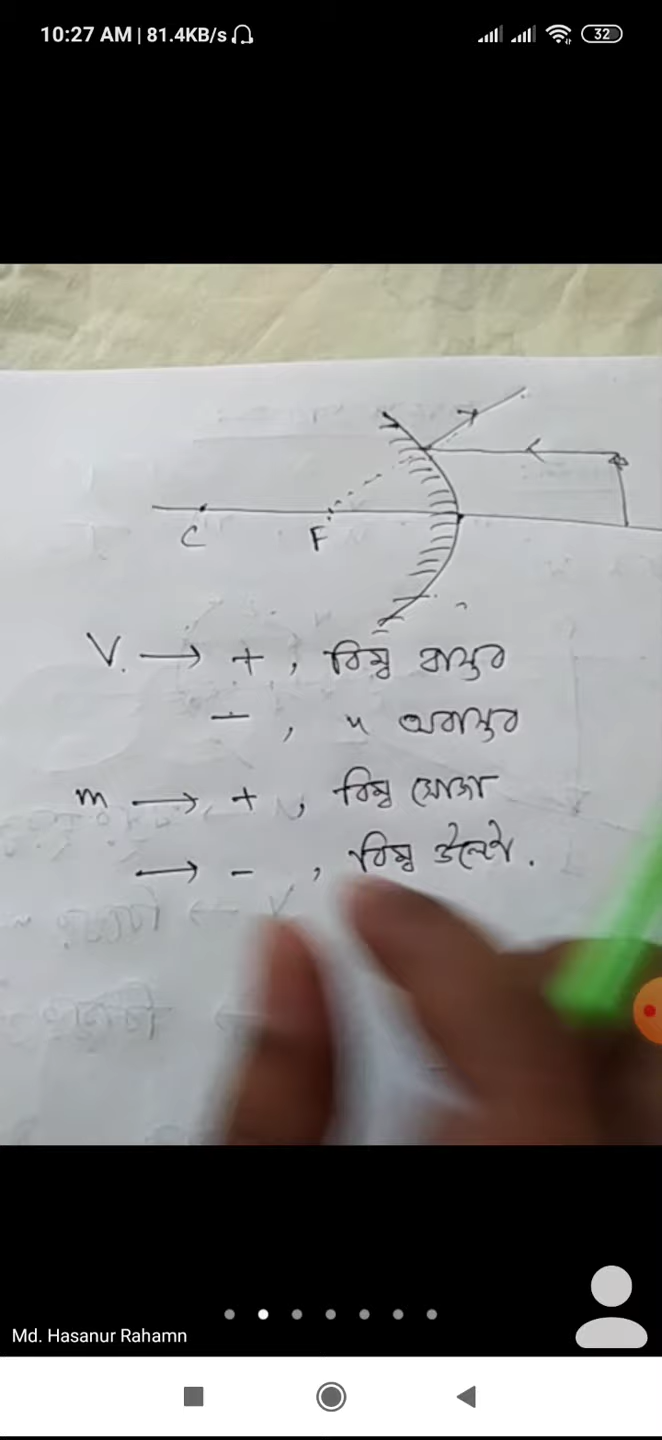 10:27 AM | 81.4KB/s
32
C
F
V. → +, বিম্ব বাস্তব
−, " অবাস্তব
m → +, বিম্ব সোজা
→ −, বিম্ব উল্টো.
Md. Hasanur Rahamn